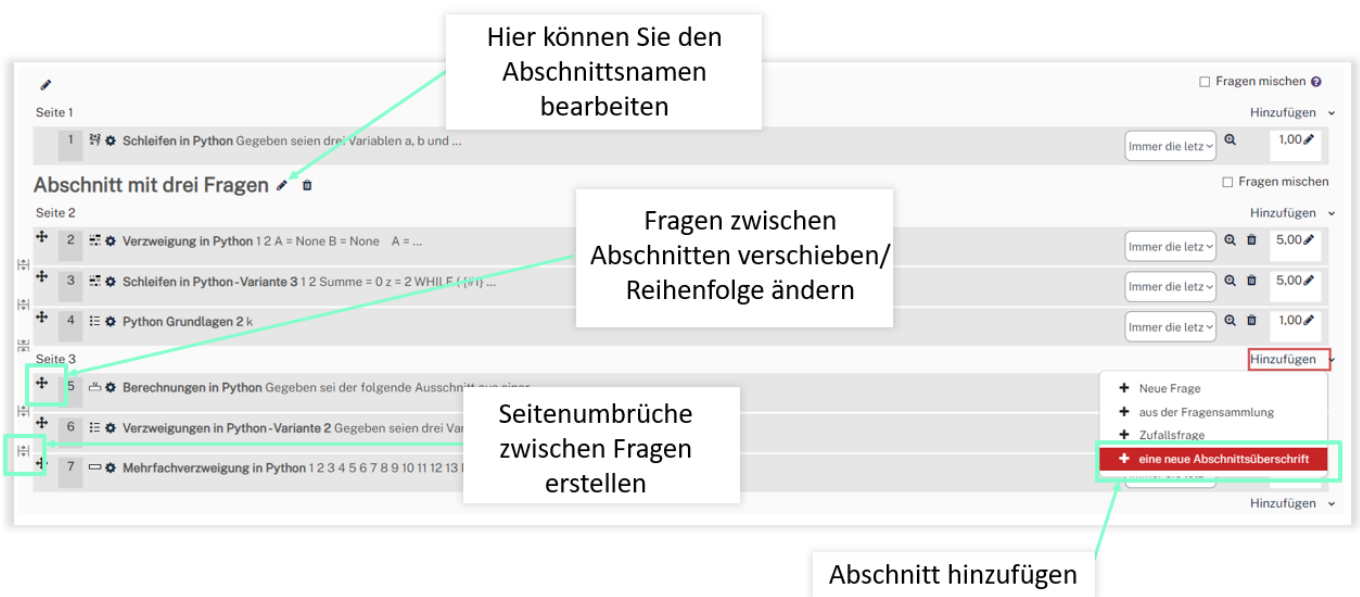 Hier können Sie den
Abschnittsnamen
bearbeiten
Fragen mischen
Seite 1
Hinzufügen
1 Schleifen in Python Gegeben seien drei Variablen a, b und ...
Immer die letz
1,00
Abschnitt mit drei Fragen
Fragen mischen
Seite 2
Hinzufügen
Fragen zwischen
Abschnitten verschieben/
Reihenfolge ändern
2 Verzweigung in Python 1 2 A = None B = None A = ...
Immer die letz
5,00
3 Schleifen in Python - Variante 3 1 2 Summe = 0 z = 2 WHILE ( {#1} ...
Immer die letz
5,00
4 Python Grundlagen 2 k
Immer die letz
1,00
Seite 3
Hinzufügen
5 Berechnungen in Python Gegeben sei der folgende Ausschnitt aus einer
Neue Frage
aus der Fragensammlung
Zufallsfrage
eine neue Abschnittsüberschrift
Seitenumbrüche
zwischen Fragen
erstellen
6 Verzweigungen in Python - Variante 2 Gegeben seien drei Var
7 Mehrfachverzweigung in Python 1 2 3 4 5 6 7 8 9 10 11 12 13
Hinzufügen
Abschnitt hinzufügen